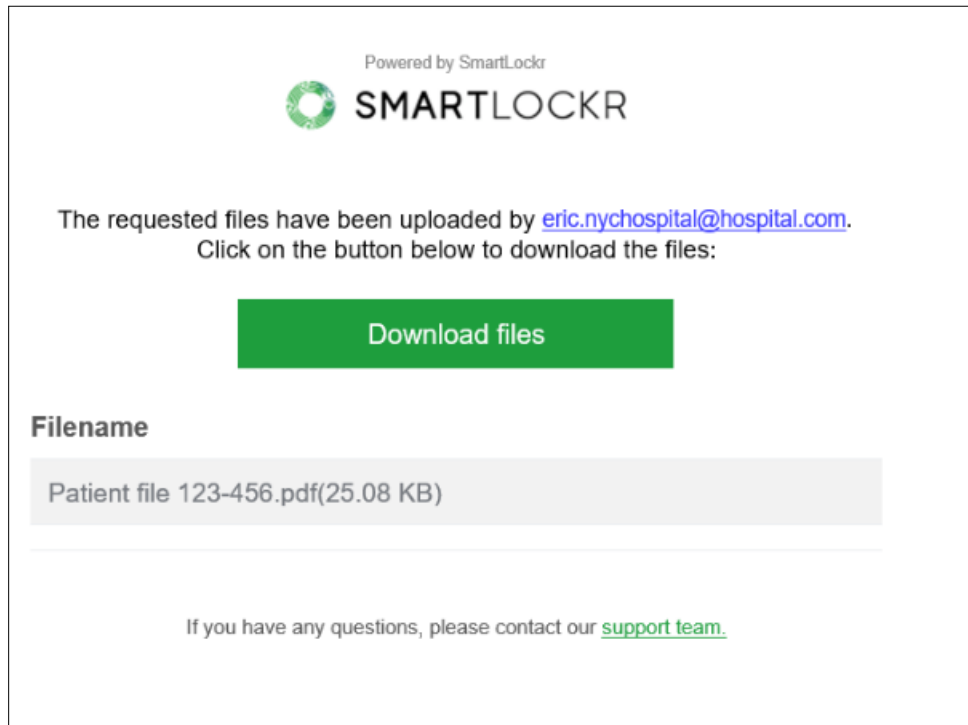 Powered by SmartLockr
SMARTLOCKR
The requested files have been uploaded by eric.nychospital@hospital.com.
Click on the button below to download the files:
Download files
Filename
Patient file 123-456.pdf(25.08 KB)
If you have any questions, please contact our support team.